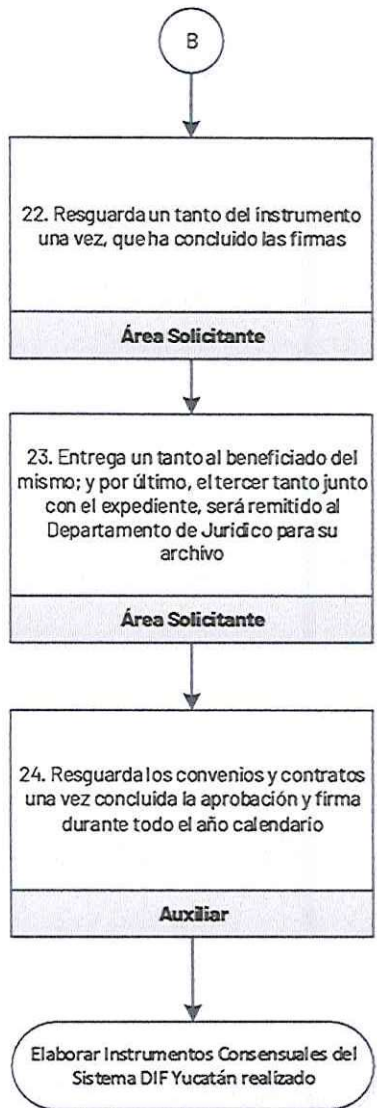 B
22. Resguarda un tanto del instrumento
una vez, que ha concluido las firmas
Área Solicitante
23. Entrega un tanto al beneficiado del
mismo; y por último, el tercer tanto junto
con el expediente, será remitido al
Departamento de Jurídico para su
archivo
Área Solicitante
24. Resguarda los convenios y contratos
una vez concluida la aprobación y firma
durante todo el año calendario
Auxiliar
Elaborar Instrumentos Consensuales del
Sistema DIF Yucatán realizado